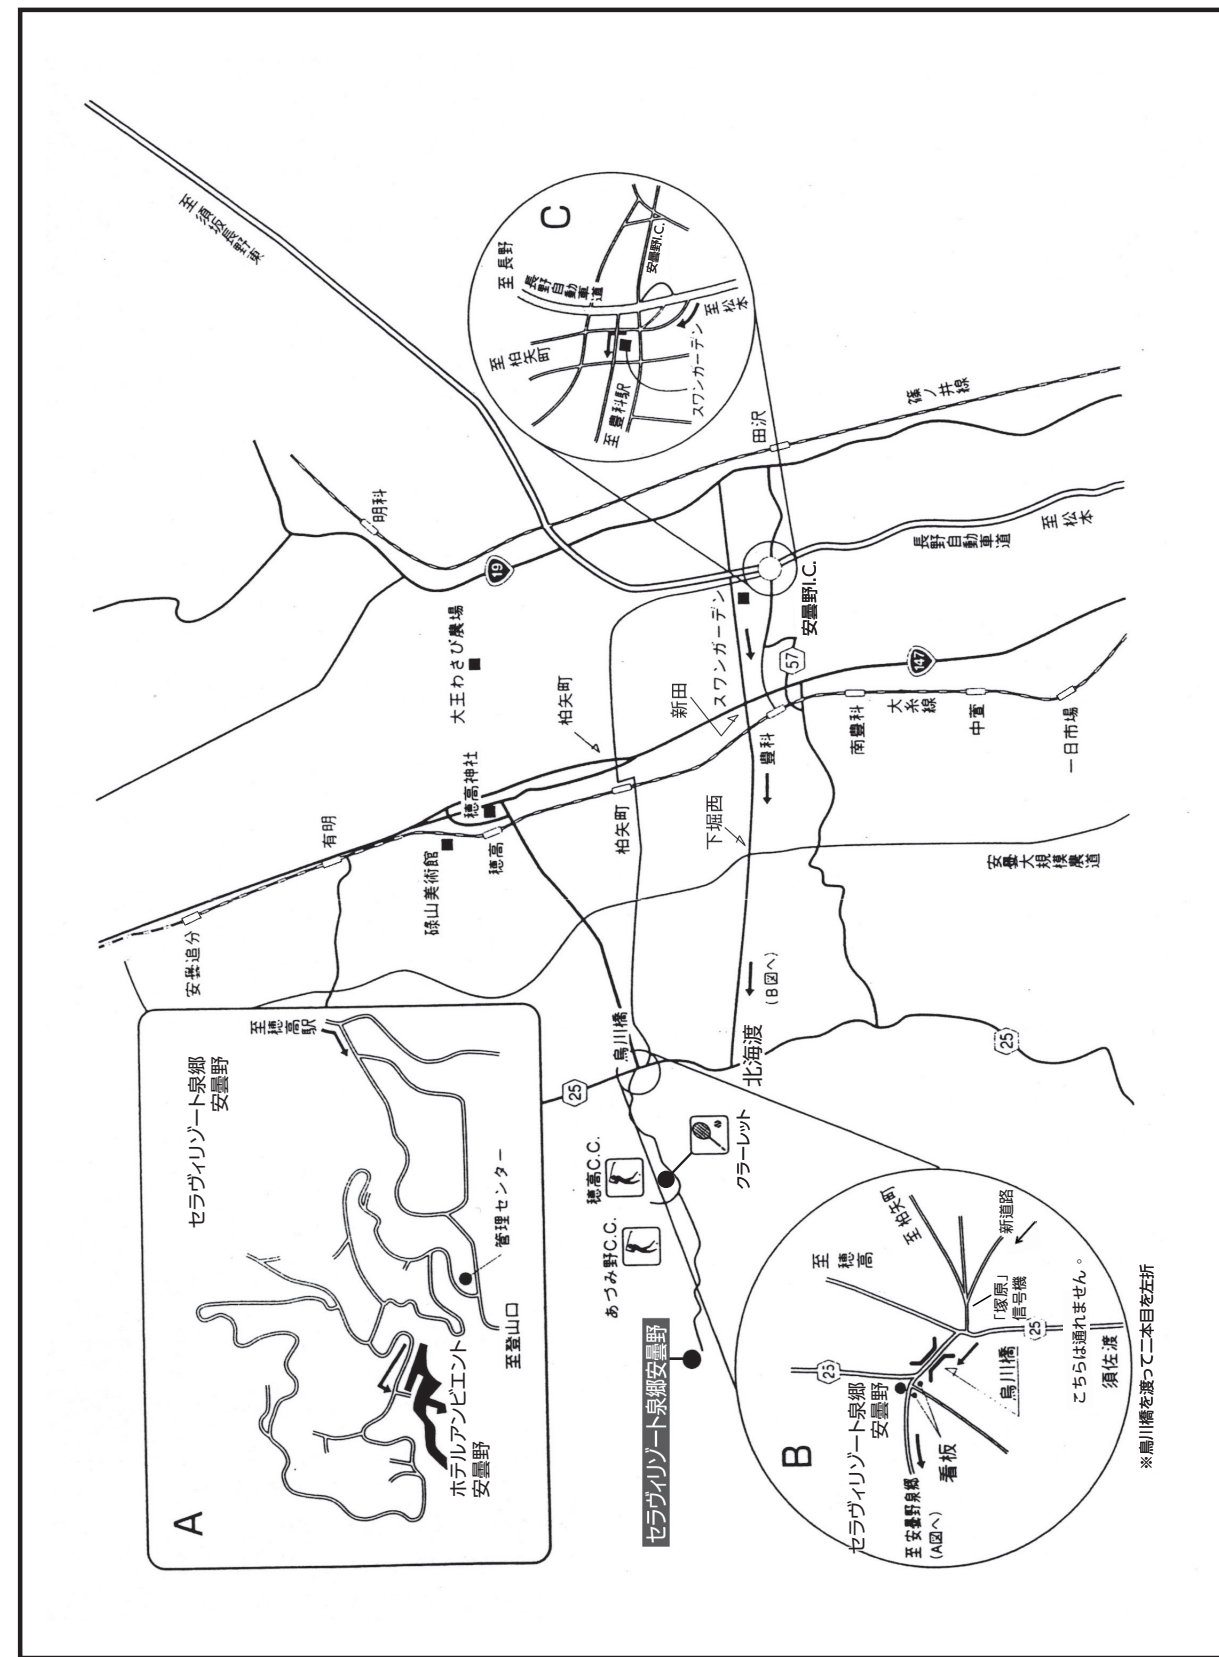 A
セラヴィリゾート泉郷
安曇野
至穂高駅
管理センター
至登山口
ホテルアンビエント
安曇野
安曇追分
有明
碌山美術館
穂高
穂高神社
大王わさび農場
明科
至須坂長野東
19
柏矢町
柏矢町
新田
下堀西
スワンガーデン
豊科
57
安曇野I.C.
田沢
篠ノ井線
長野自動車道
至松本
147
南豊科
大糸線
中萱
一日市場
安曇大規模農道
(B図へ)
北海渡
25
烏川橋
25
穂高C.C.
あづみ野C.C.
クラーレット
セラヴィリゾート泉郷安曇野
C
至長野
長野自動車道
安曇野I.C.
至松本
至柏矢町
至豊科駅
スワンガーデン
B
至穂高
至柏矢町
新道路
「塚原」
信号機
25
25
烏川橋
セラヴィリゾート泉郷
安曇野
看板
至安曇野泉郷
(A図へ)
こちらは通れません。
須佐渡
※烏川橋を渡って二本目を左折